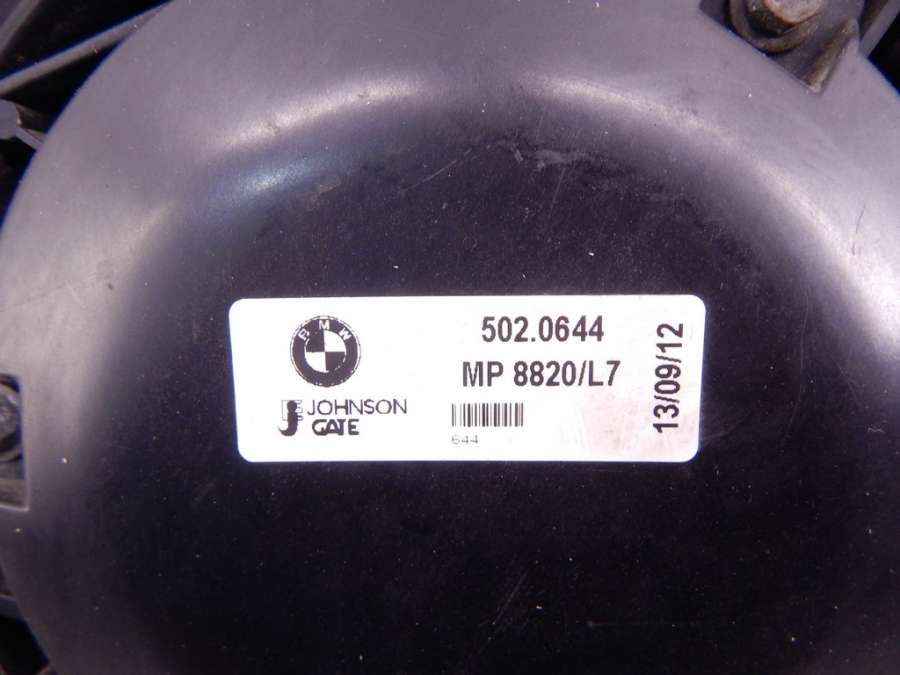 BMW
502.0644
MP 8820/L7
JOHNSON
GATE
644
13/09/12